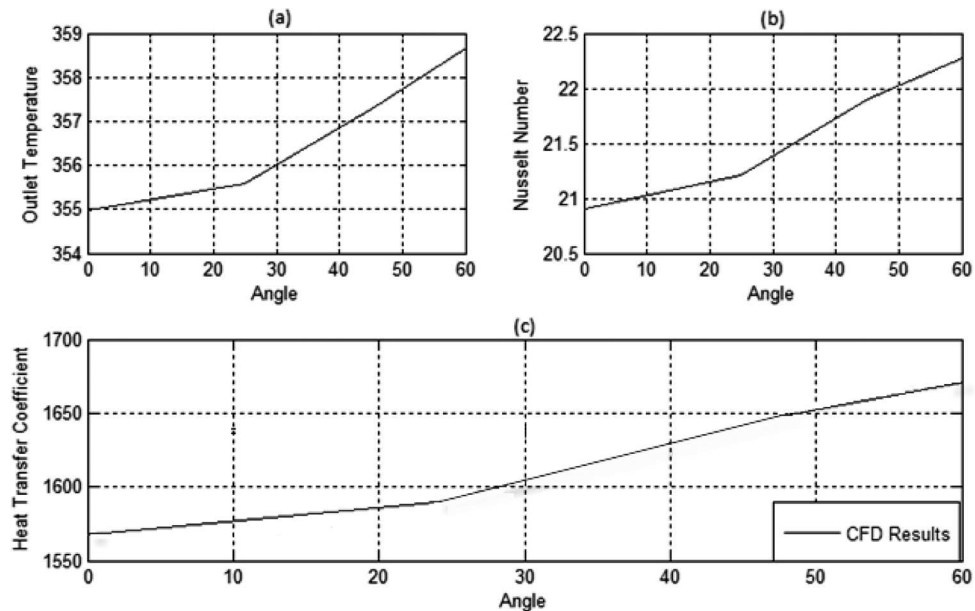 (a)
359
358
357
356
355
354
Outlet Temperature
0 10 20 30 40 50 60
Angle
(b)
22.5
22
21.5
21
20.5
Nusselt Number
0 10 20 30 40 50 60
Angle
(c)
1700
1650
1600
1550
Heat Transfer Coefficient
CFD Results
0 10 20 30 40 50 60
Angle